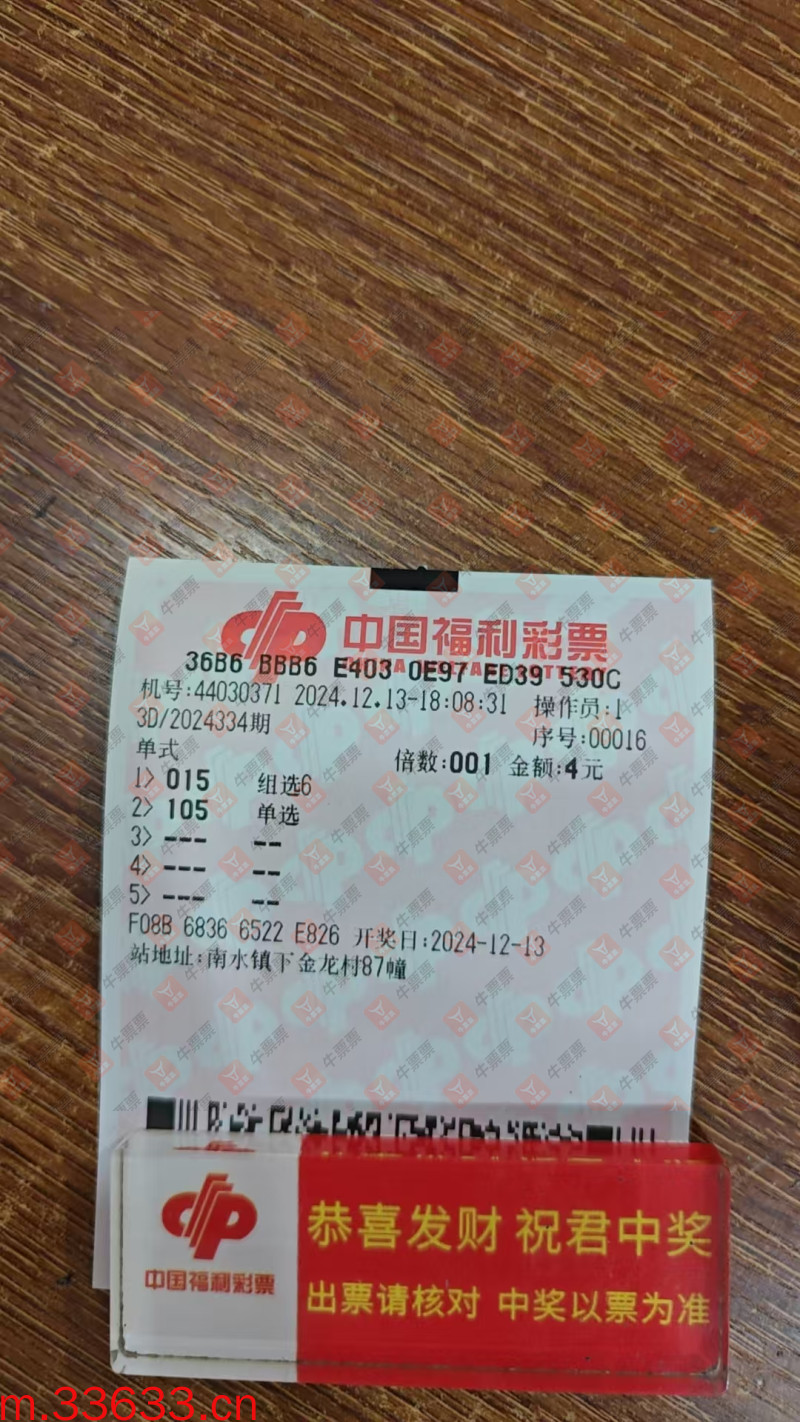 中国福利彩票
36B6 BBB6 E403 0E97 ED39 530C
机号:44030371 2024.12.13-18:08:31 操作员:1
3D/2024334期 序号:00016
单式 倍数:001 金额:4元
1> 015 组选6
2> 105 单选
3> --- --
4> --- --
5> --- --
F08B 6836 6522 E826 开奖日:2024-12-13
站地址:南水镇下金龙村87幢
中国福利彩票
恭喜发财 祝君中奖
出票请核对 中奖以票为准
m.33633.cn
牛票票